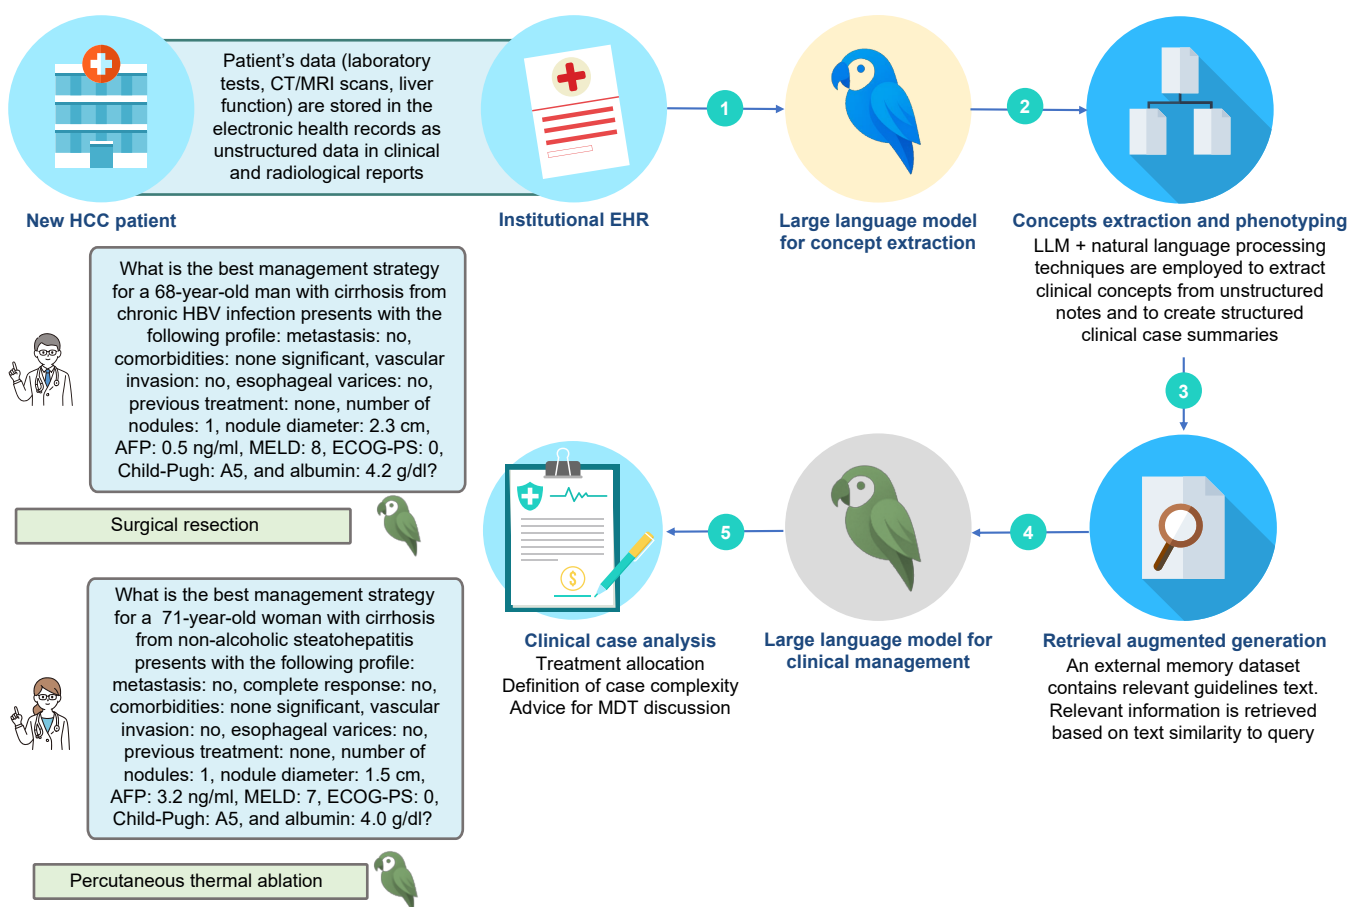 Patient's data (laboratory
tests, CT/MRI scans, liver
function) are stored in the
electronic health records as
unstructured data in clinical
and radiological reports
1
2
New HCC patient
Institutional EHR
Large language model
for concept extraction
Concepts extraction and phenotyping
LLM + natural language processing
techniques are employed to extract
clinical concepts from unstructured
notes and to create structured
clinical case summaries
3
What is the best management strategy
for a 68-year-old man with cirrhosis from
chronic HBV infection presents with the
following profile: metastasis: no,
comorbidities: none significant, vascular
invasion: no, esophageal varices: no,
previous treatment: none, number of
nodules: 1, nodule diameter: 2.3 cm,
AFP: 0.5 ng/ml, MELD: 8, ECOG-PS: 0,
Child-Pugh: A5, and albumin: 4.2 g/dl?
Surgical resection
$
5
4
Clinical case analysis
Treatment allocation
Definition of case complexity
Advice for MDT discussion
Large language model for
clinical management
Retrieval augmented generation
An external memory dataset
contains relevant guidelines text.
Relevant information is retrieved
based on text similarity to query
What is the best management strategy
for a 71-year-old woman with cirrhosis
from non-alcoholic steatohepatitis
presents with the following profile:
metastasis: no, complete response: no,
comorbidities: none significant, vascular
invasion: no, esophageal varices: no,
previous treatment: none, number of
nodules: 1, nodule diameter: 1.5 cm,
AFP: 3.2 ng/ml, MELD: 7, ECOG-PS: 0,
Child-Pugh: A5, and albumin: 4.0 g/dl?
Percutaneous thermal ablation